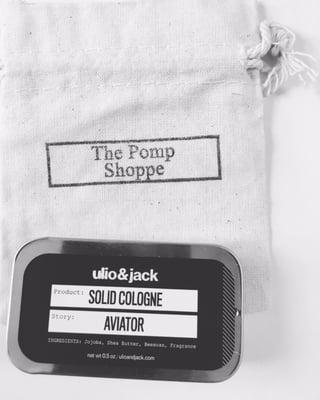 The Pomp
Shoppe
ulio&jack
Product: SOLID COLOGNE
Story: AVIATOR
INGREDIENTS: Jojoba, Shea Butter, Beeswax, Fragrance
net wt 0.5 oz / ulioandjack.com